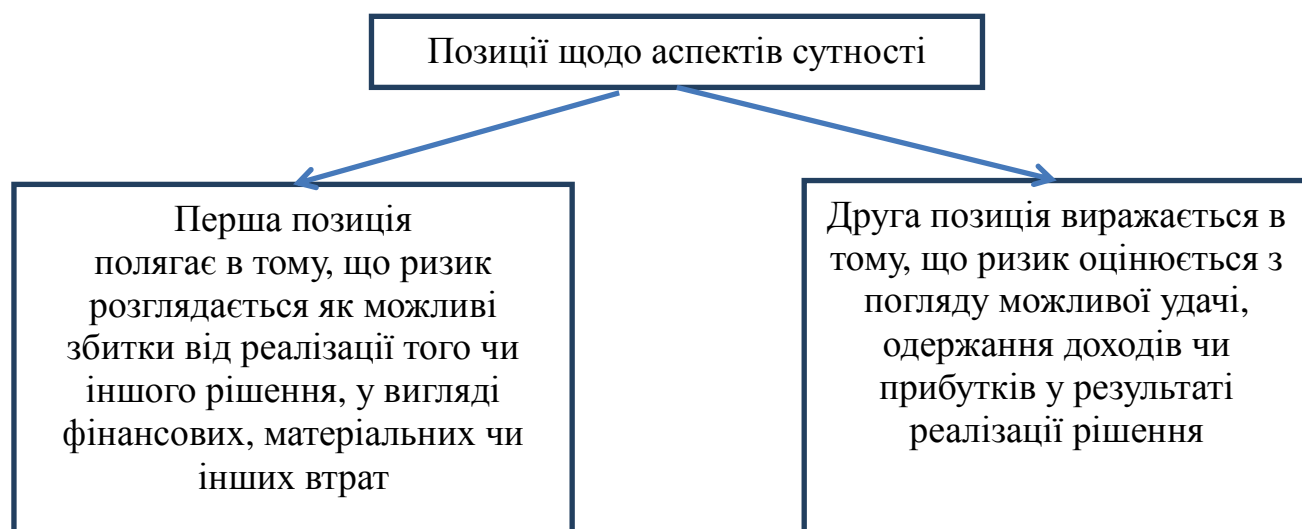 Позиції щодо аспектів сутності
Перша позиція
полягає в тому, що ризик
розглядається як можливі
збитки від реалізації того чи
іншого рішення, у вигляді
фінансових, матеріальних чи
інших втрат
Друга позиція виражається в
тому, що ризик оцінюється з
погляду можливої удачі,
одержання доходів чи
прибутків у результаті
реалізації рішення